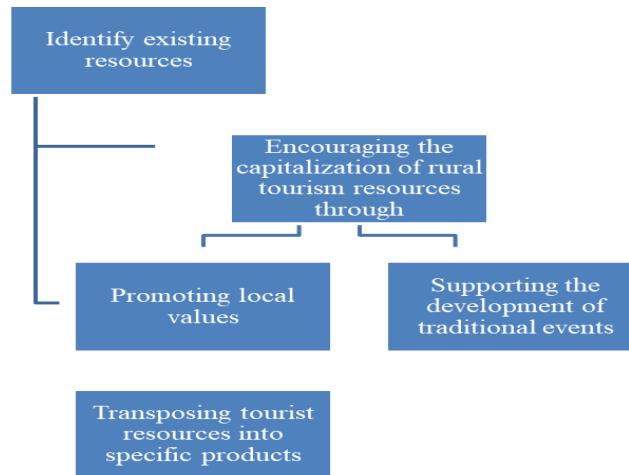 Identify existing
resources
Encouraging the
capitalization of rural
tourism resources
through
Promoting local
values
Supporting the
development of
traditional events
Transposing tourist
resources into
specific products